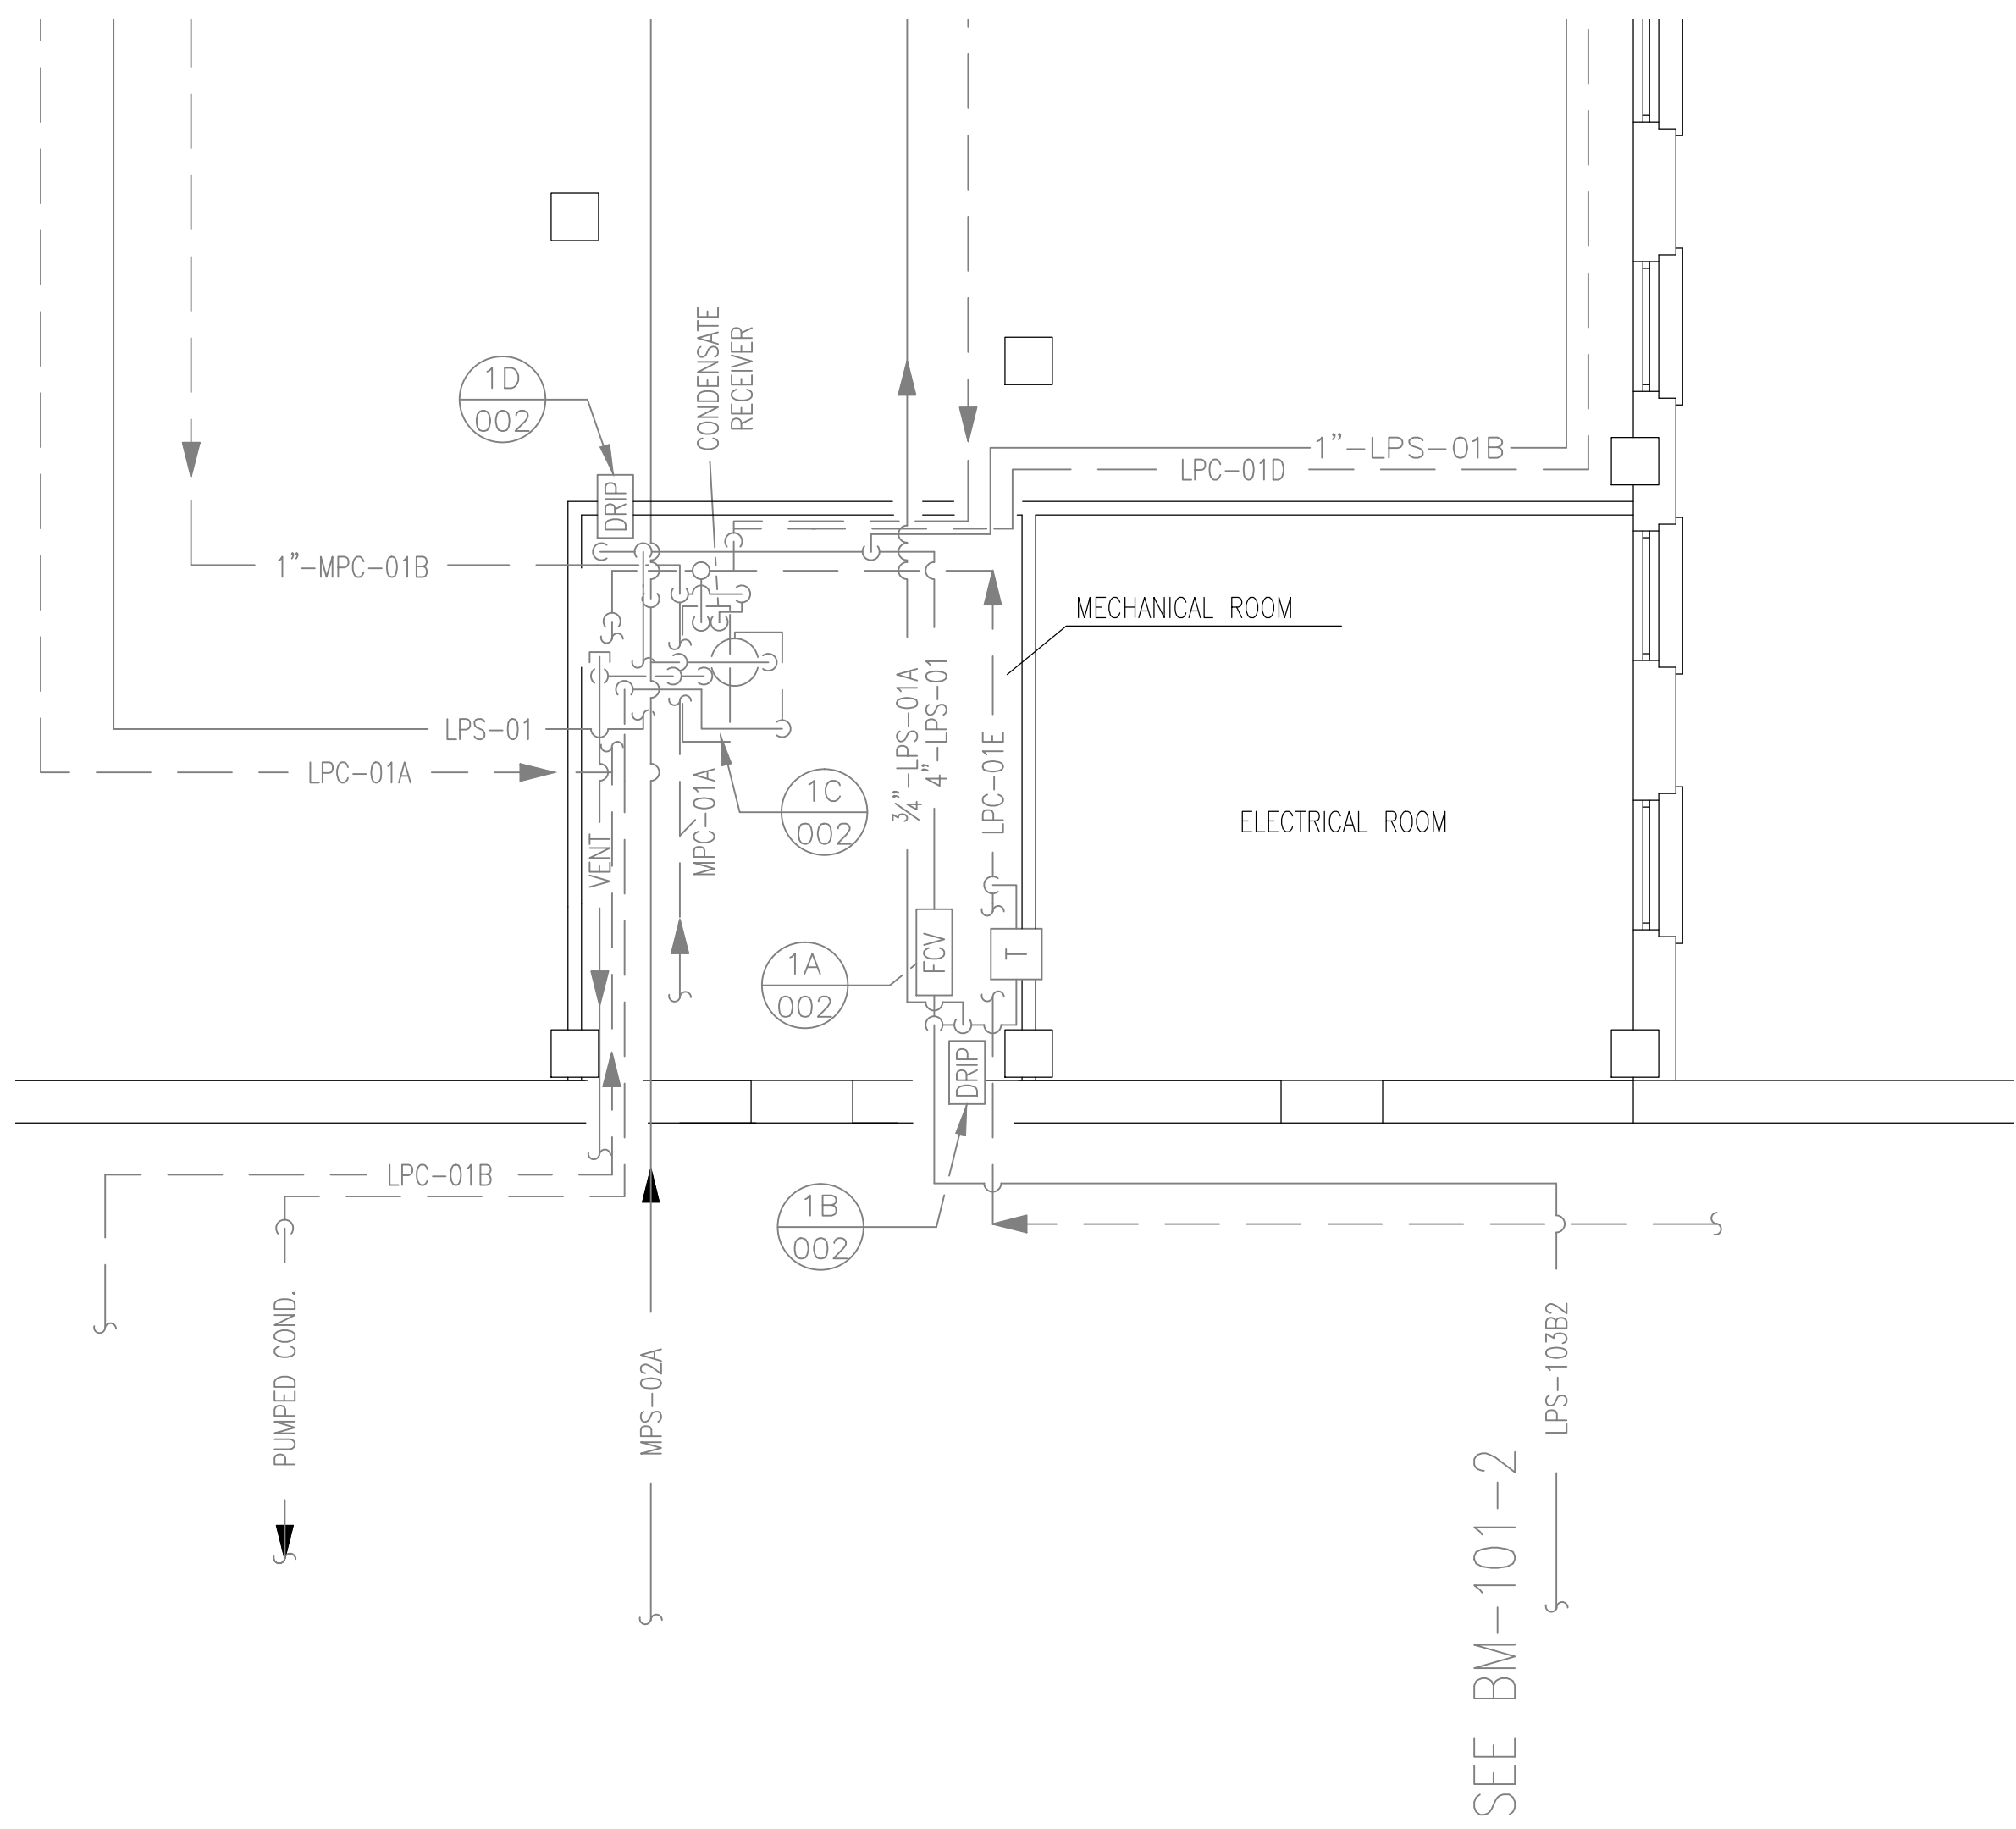 1D
002
CONDENSATE
RECEIVER
DRIP
1"-LPS-01B
LPC-01D
1"-MPC-01B
MECHANICAL ROOM
LPS-01
LPC-01A
3/4"-LPS-01A
4"-LPS-01
LPC-01E
1C
002
MPC-01A
VENT
ELECTRICAL ROOM
1A
002
FCV
T
DRIP
LPC-01B
1B
002
PUMPED COND.
MPS-02A
LPS-103B2
SEE BM-101-2